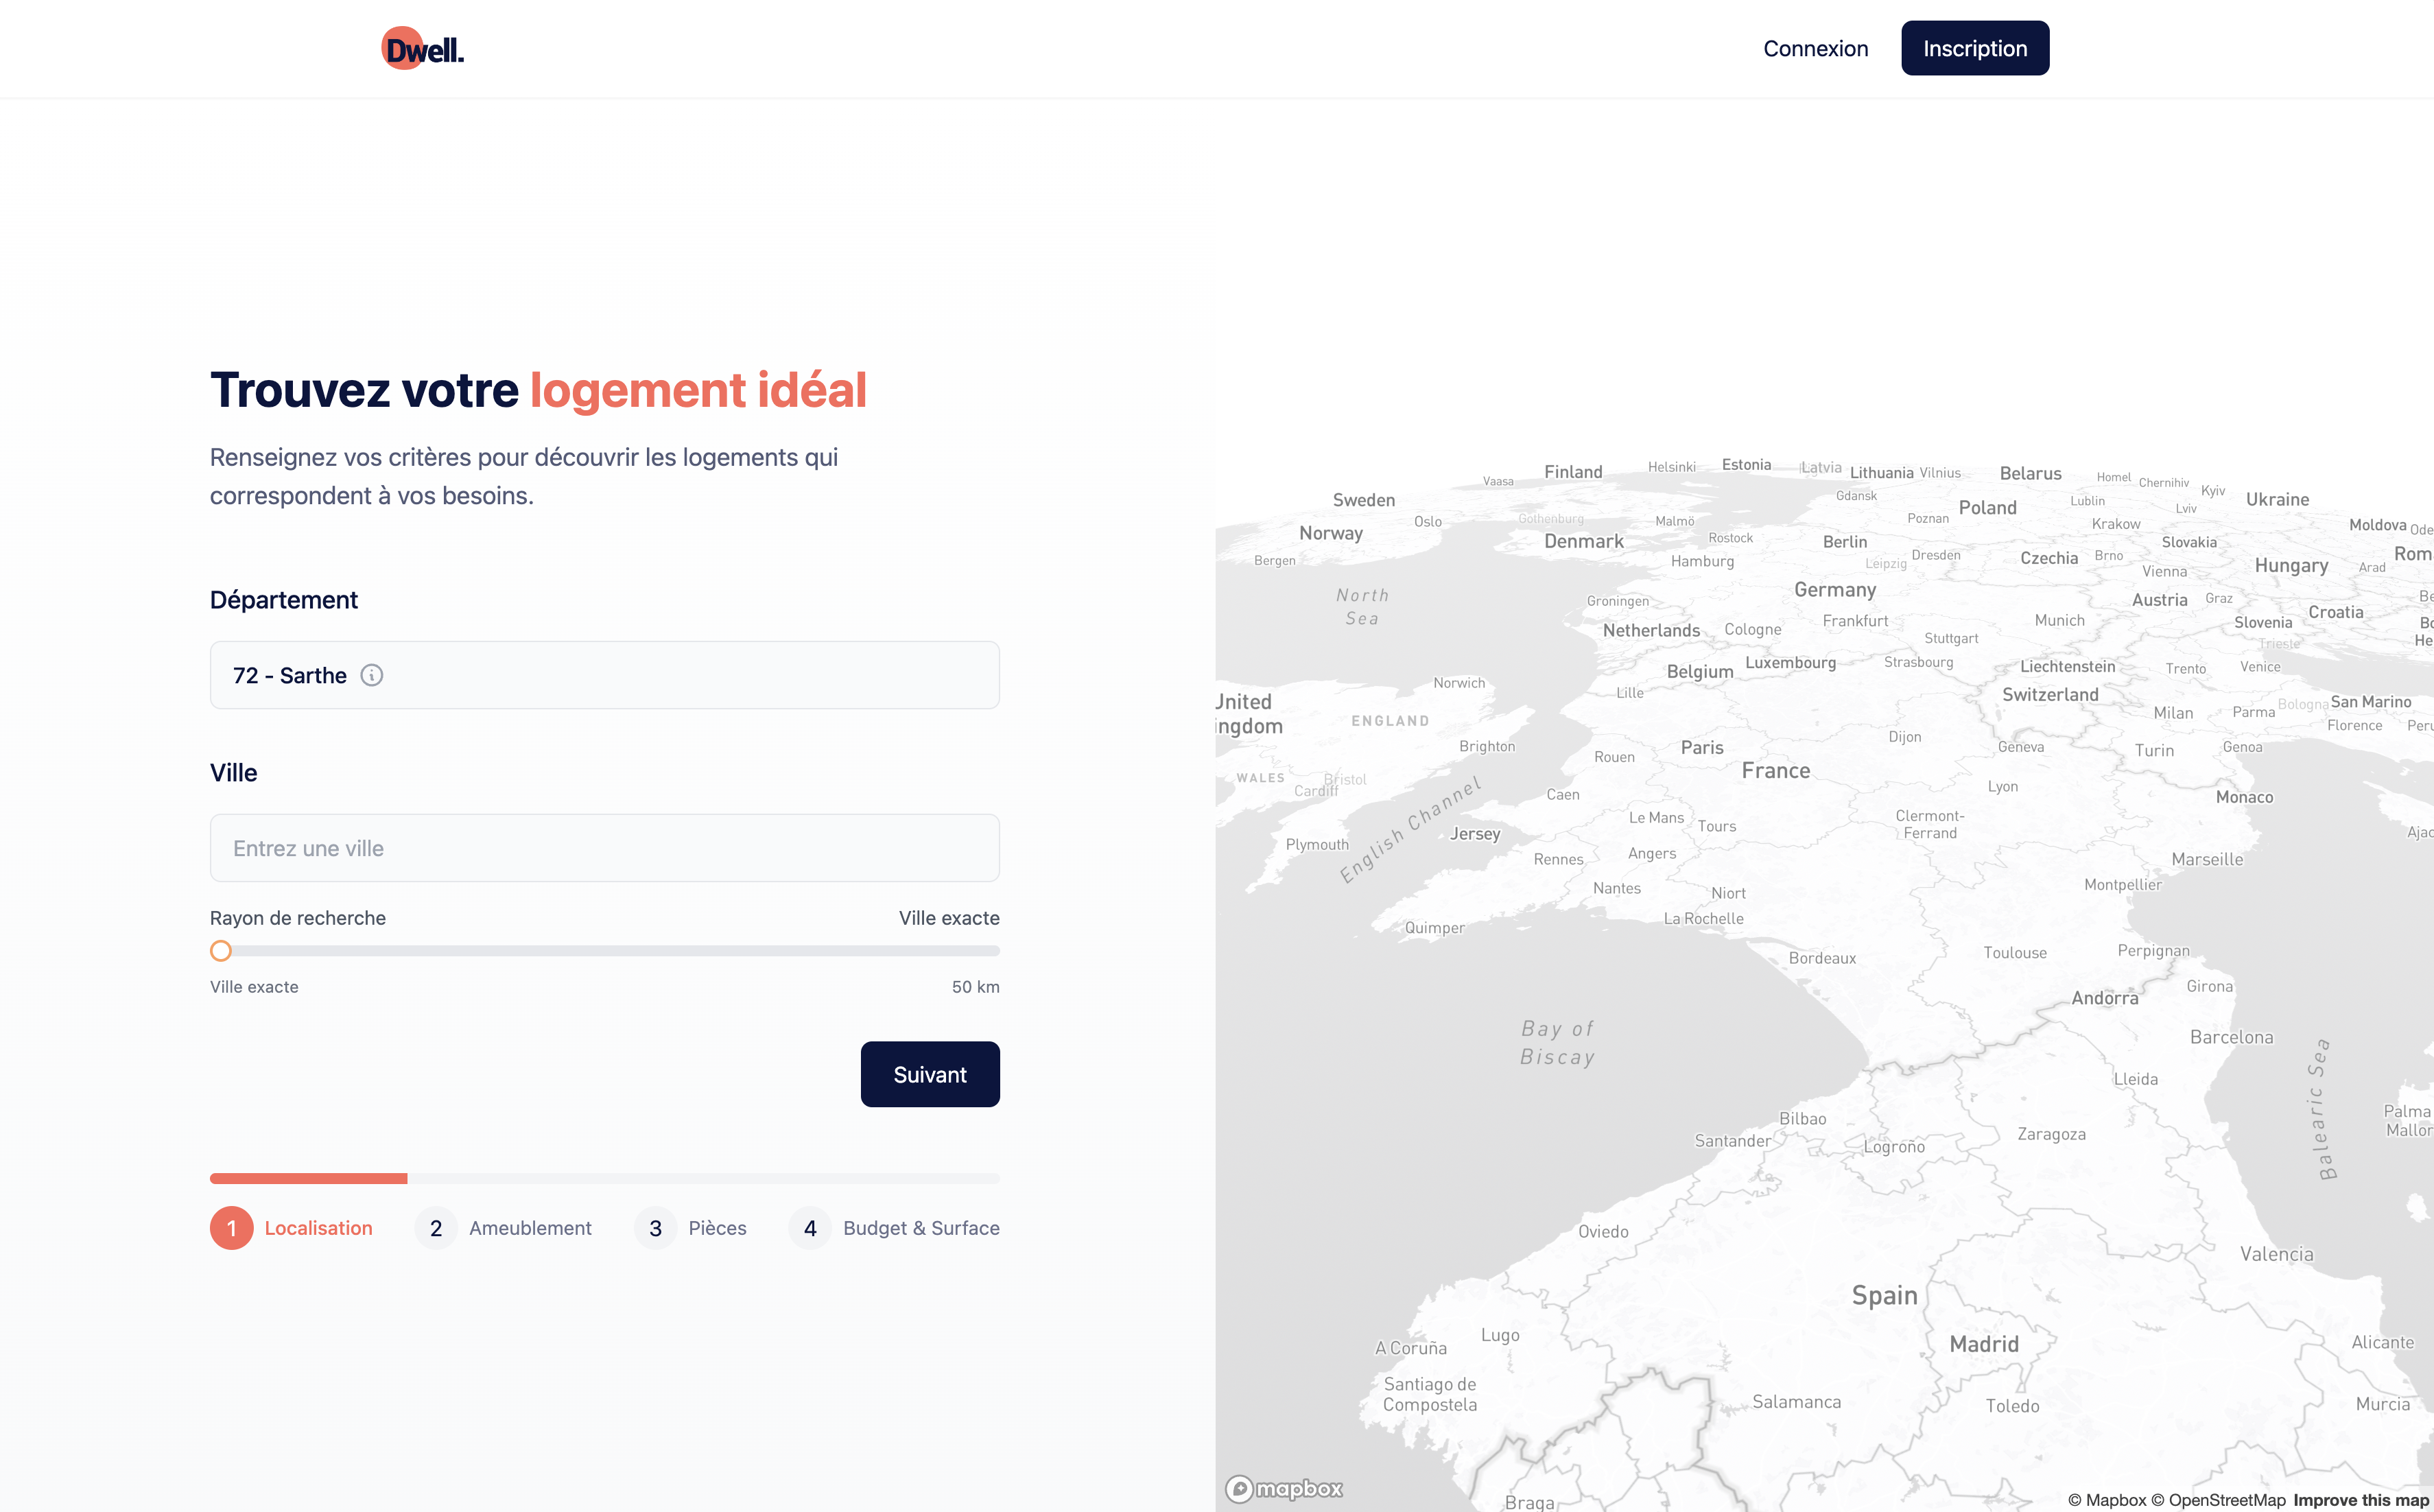 Dwell.
Connexion
Inscription
Trouvez votre logement idéal
Renseignez vos critères pour découvrir les logements qui
correspondent à vos besoins.
Département
72 - Sarthe
Ville
Entrez une ville
Rayon de recherche
Ville exacte
Ville exacte
50 km
Suivant
1 Localisation
2 Ameublement
3 Pièces
4 Budget & Surface
Vaasa
Finland
Helsinki
Estonia
Latvia
Lithuania
Vilnius
Belarus
Homel
Chernihiv
Kyiv
Ukraine
Sweden
Norway
Oslo
Bergen
Gothenburg
Denmark
Malmö
Rostock
Hamburg
Gdansk
Poznan
Poland
Lublin
Lviv
Krakow
Moldova
Ode
Rom
Berlin
Leipzig
Dresden
Czechia
Brno
Slovakia
Vienna
Hungary
Arad
North
Sea
Groningen
Netherlands
Cologne
Germany
Frankfurt
Stuttgart
Munich
Austria
Graz
Slovenia
Croatia
Be
Bo
He
Trieste
Belgium
Luxembourg
Strasbourg
Liechtenstein
Switzerland
Trento
Venice
Lille
Norwich
United
ingdom
ENGLAND
Brighton
WALES
Bristol
Cardiff
Plymouth
English Channel
Jersey
Rouen
Paris
France
Caen
Dijon
Geneva
Milan
Parma
Bologna
San Marino
Florence
Peru
Turin
Genoa
Lyon
Monaco
Le Mans
Tours
Clermont-
Ferrand
Ajac
Rennes
Angers
Marseille
Nantes
Niort
Montpellier
La Rochelle
Quimper
Bordeaux
Toulouse
Perpignan
Andorra
Girona
Bay of
Biscay
Barcelona
Balearic Sea
Lleida
Palma
Mallor
Bilbao
Santander
Logroño
Zaragoza
Oviedo
Valencia
Spain
Lugo
A Coruña
Madrid
Alicante
Santiago de
Compostela
Salamanca
Toledo
Murcia
Braga
mapbox
© Mapbox © OpenStreetMap Improve this map